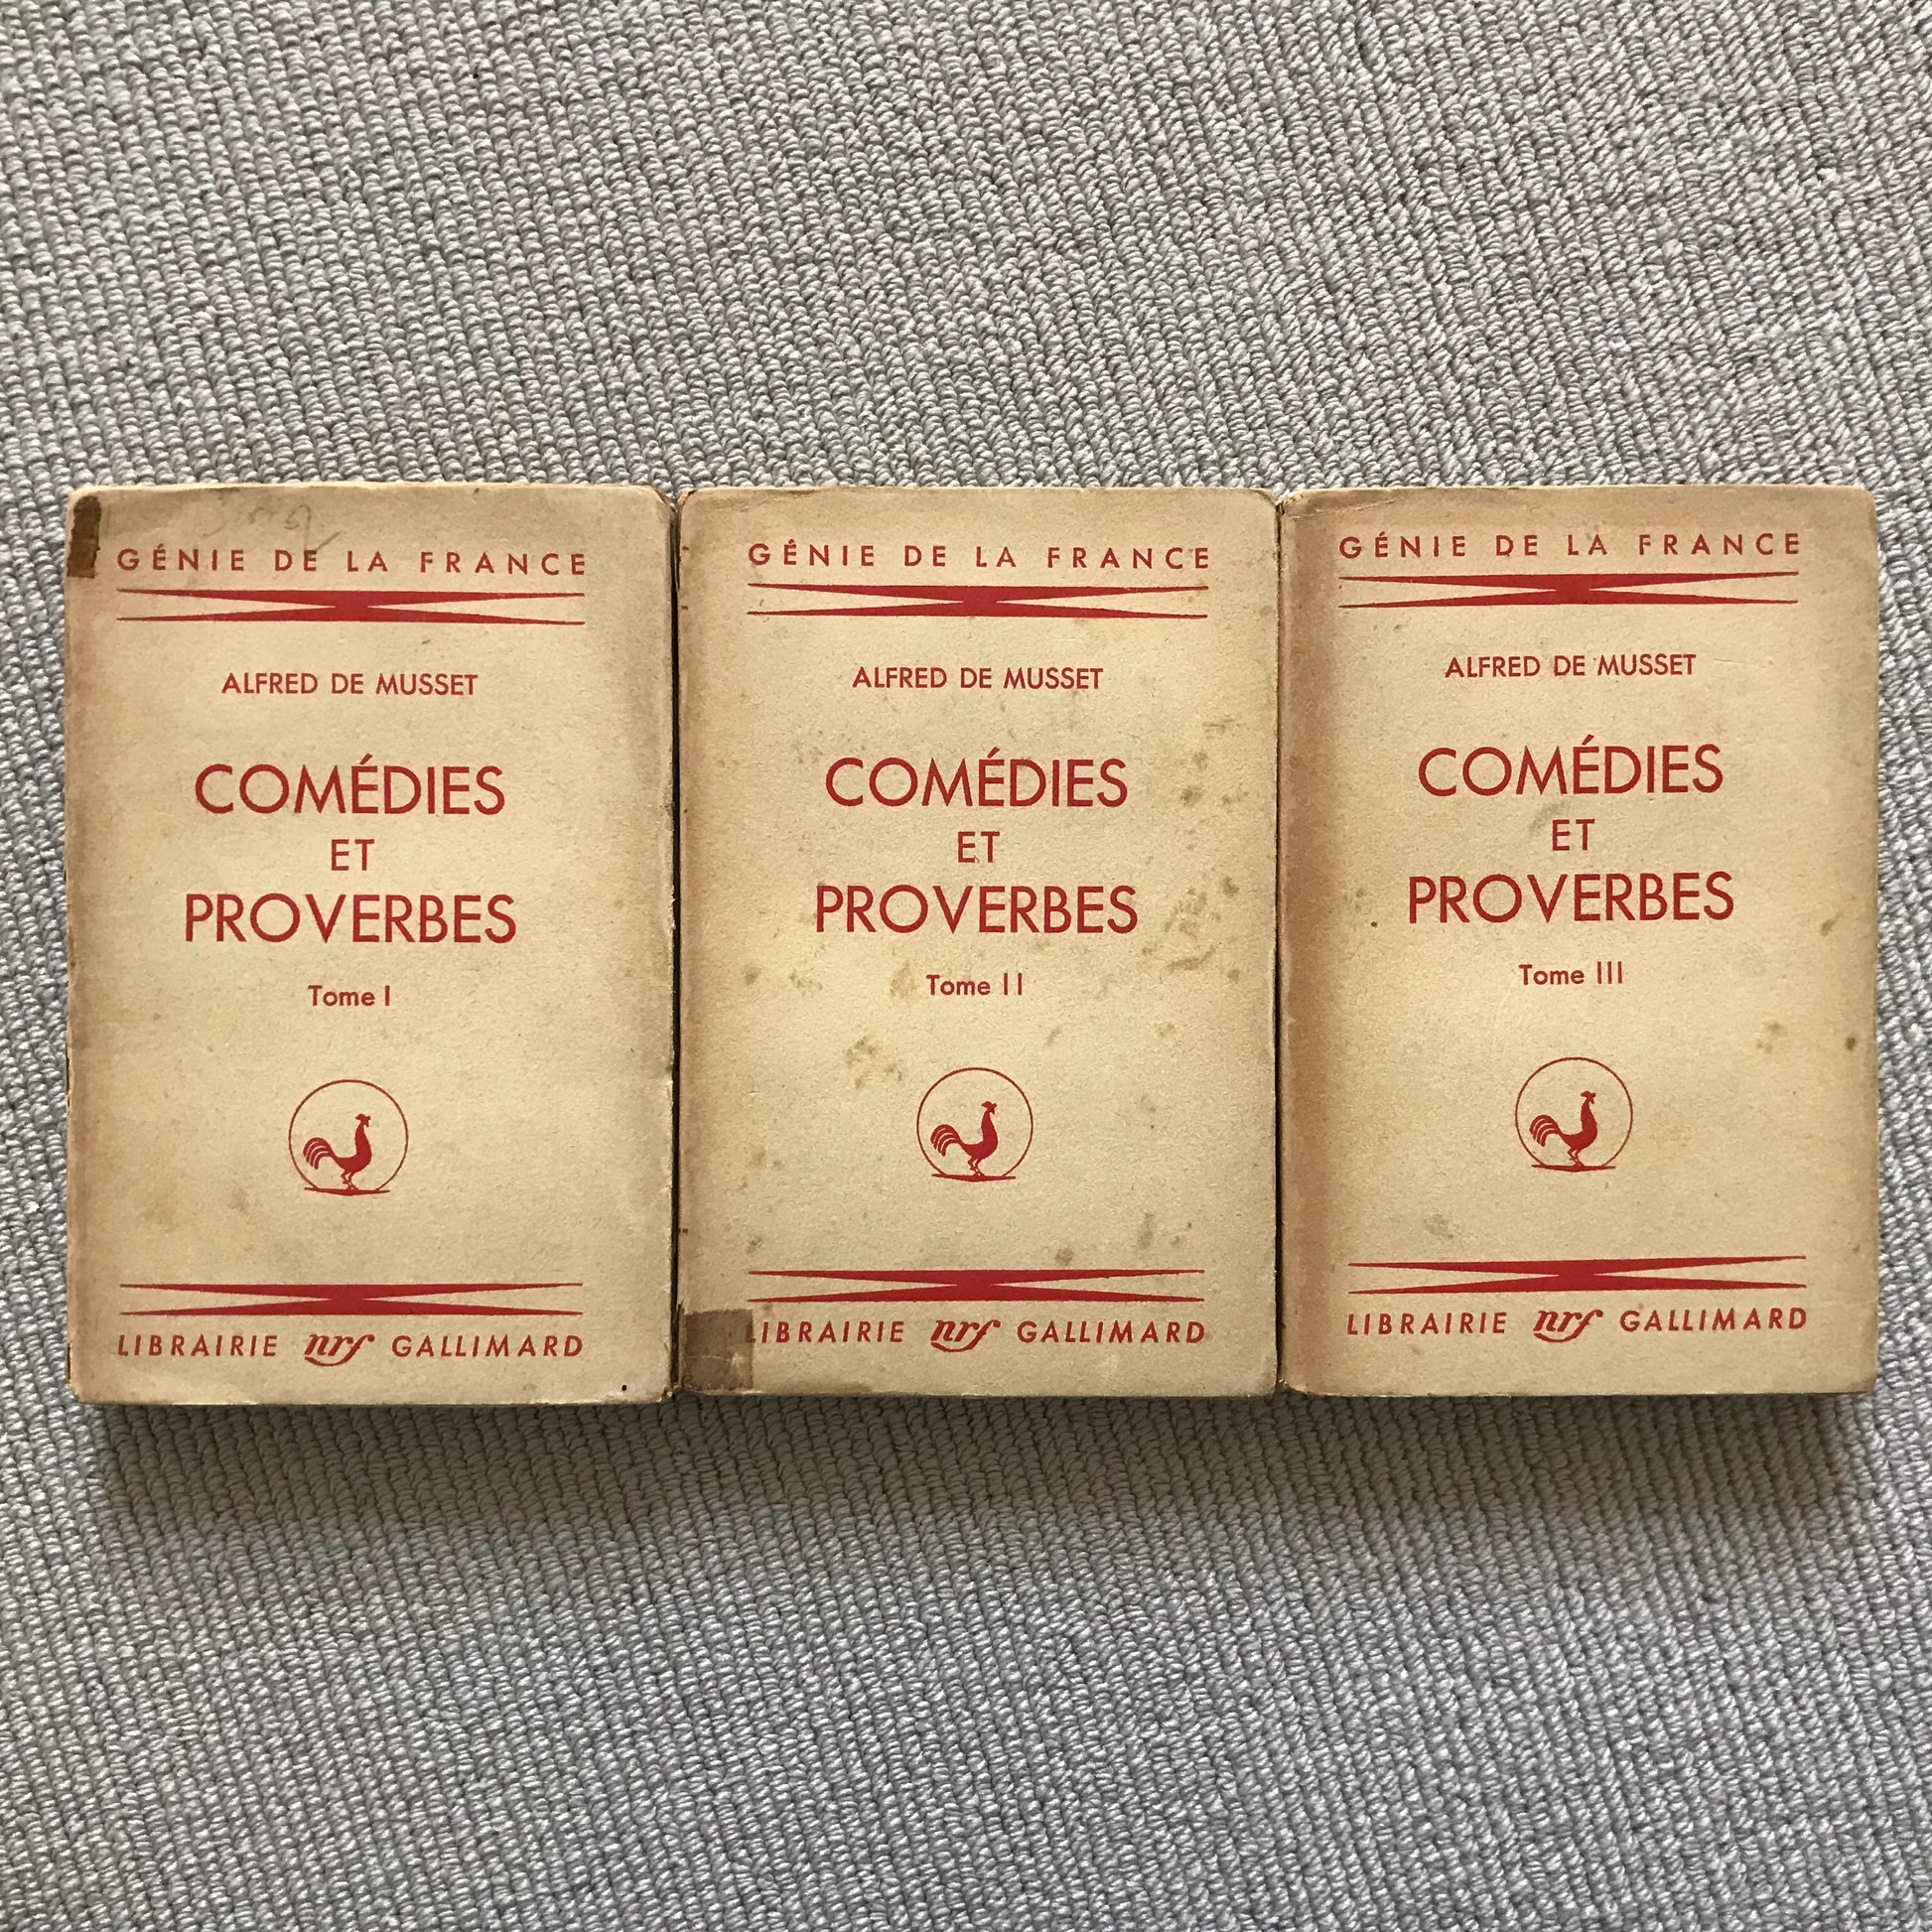 GÉNIE DE LA FRANCE
ALFRED DE MUSSET
COMÉDIES
ET
PROVERBES
Tome I
LIBRAIRIE nrf GALLIMARD
GÉNIE DE LA FRANCE
ALFRED DE MUSSET
COMÉDIES
ET
PROVERBES
Tome II
LIBRAIRIE nrf GALLIMARD
GÉNIE DE LA FRANCE
ALFRED DE MUSSET
COMÉDIES
ET
PROVERBES
Tome III
LIBRAIRIE nrf GALLIMARD